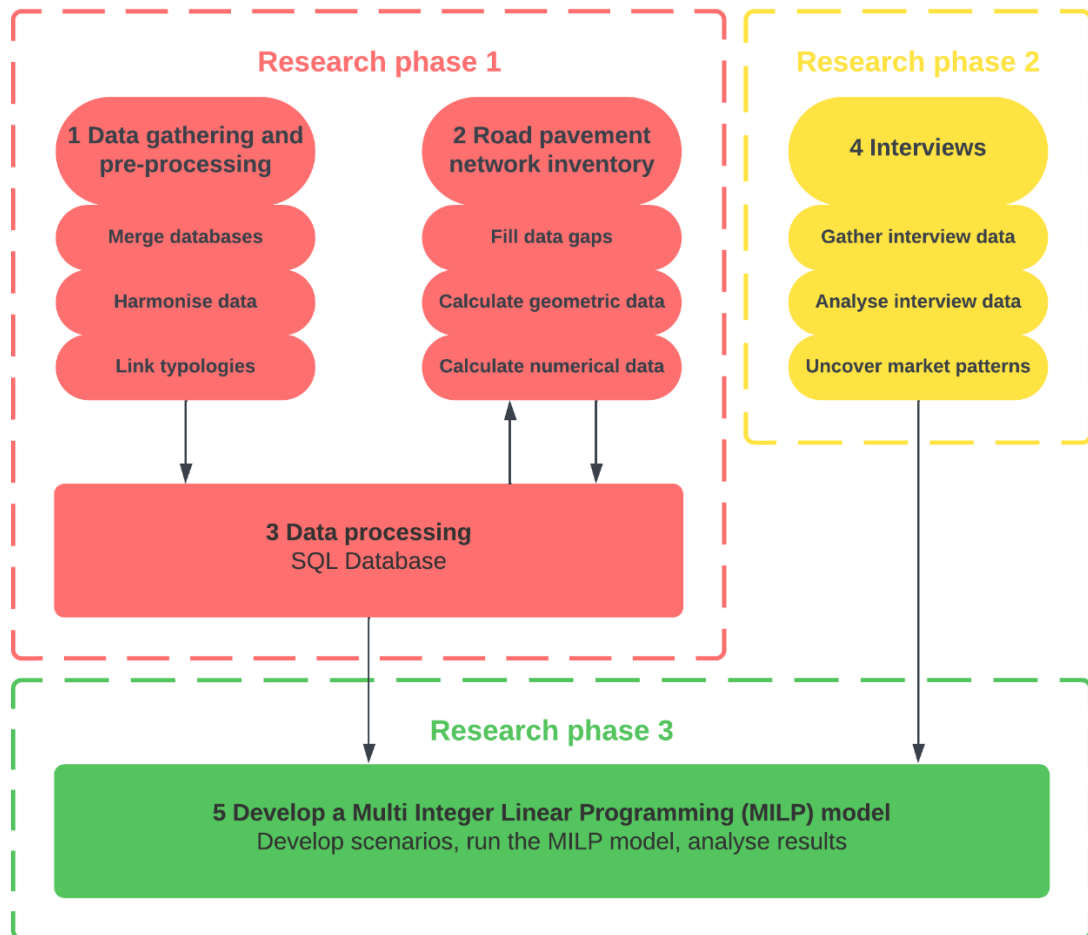 Research phase 1
1 Data gathering and
pre-processing
Merge databases
Harmonise data
Link typologies
2 Road pavement
network inventory
Fill data gaps
Calculate geometric data
Calculate numerical data
3 Data processing
SQL Database
Research phase 2
4 Interviews
Gather interview data
Analyse interview data
Uncover market patterns
Research phase 3
5 Develop a Multi Integer Linear Programming (MILP) model
Develop scenarios, run the MILP model, analyse results